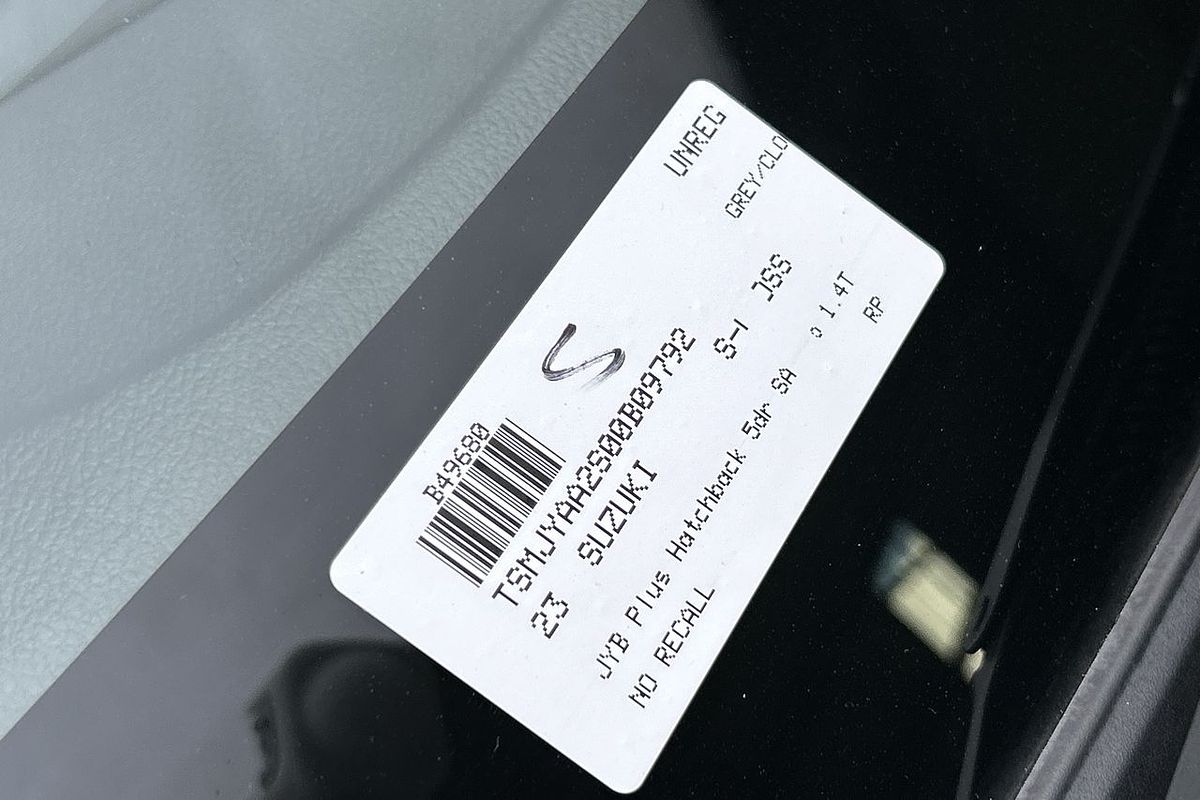 UNREG
GREY/CLO
S
B49680
TSMJYAA2S00B09792
23 SUZUKI S-1 JSS
JYB Plus Hatchback 5dr SA 0 1.4T
NO RECALL RP